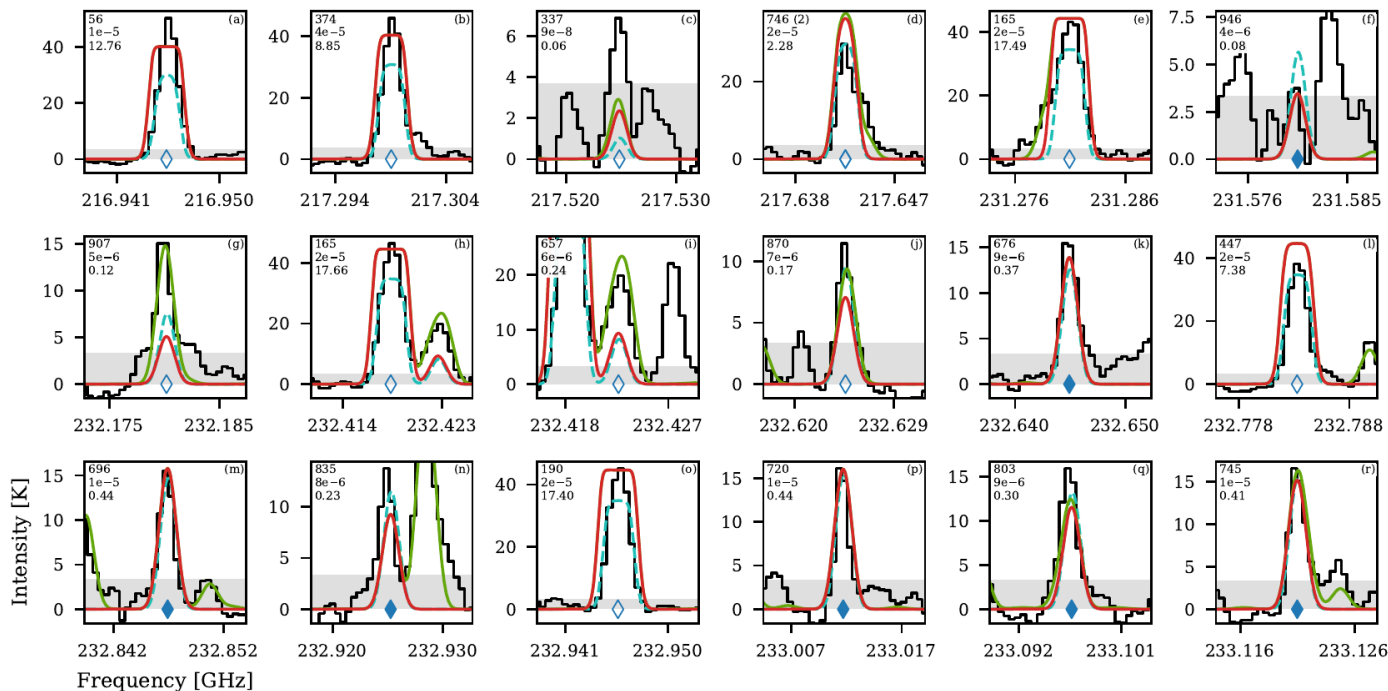 56 (a)
1e-5
12.76
40
20
0
216.941 216.950
374 (b)
4e-5
8.85
40
20
0
217.294 217.304
337 (c)
9e-8
0.06
6
4
2
0
217.520 217.530
746 (2) (d)
2e-5
2.28
20
0
217.638 217.647
165 (e)
2e-5
17.49
40
20
0
231.276 231.286
946 (f)
4e-6
0.08
7.5
5.0
2.5
0.0
231.576 231.585
907 (g)
5e-6
0.12
15
10
5
0
232.175 232.185
165 (h)
2e-5
17.66
40
20
0
232.414 232.423
657 (i)
6e-6
0.24
20
10
0
232.418 232.427
870 (j)
7e-6
0.17
10
5
0
232.620 232.629
676 (k)
9e-6
0.37
15
10
5
0
232.640 232.650
447 (l)
2e-5
7.38
40
20
0
232.778 232.788
696 (m)
1e-5
0.44
15
10
5
0
232.842 232.852
835 (n)
8e-6
0.23
10
5
0
232.920 232.930
190 (o)
2e-5
17.40
40
20
0
232.941 232.950
720 (p)
1e-5
0.44
15
10
5
0
233.007 233.017
803 (q)
9e-6
0.30
15
10
5
0
233.092 233.101
745 (r)
1e-5
0.41
15
10
5
0
233.116 233.126
Intensity [K]
Frequency [GHz]